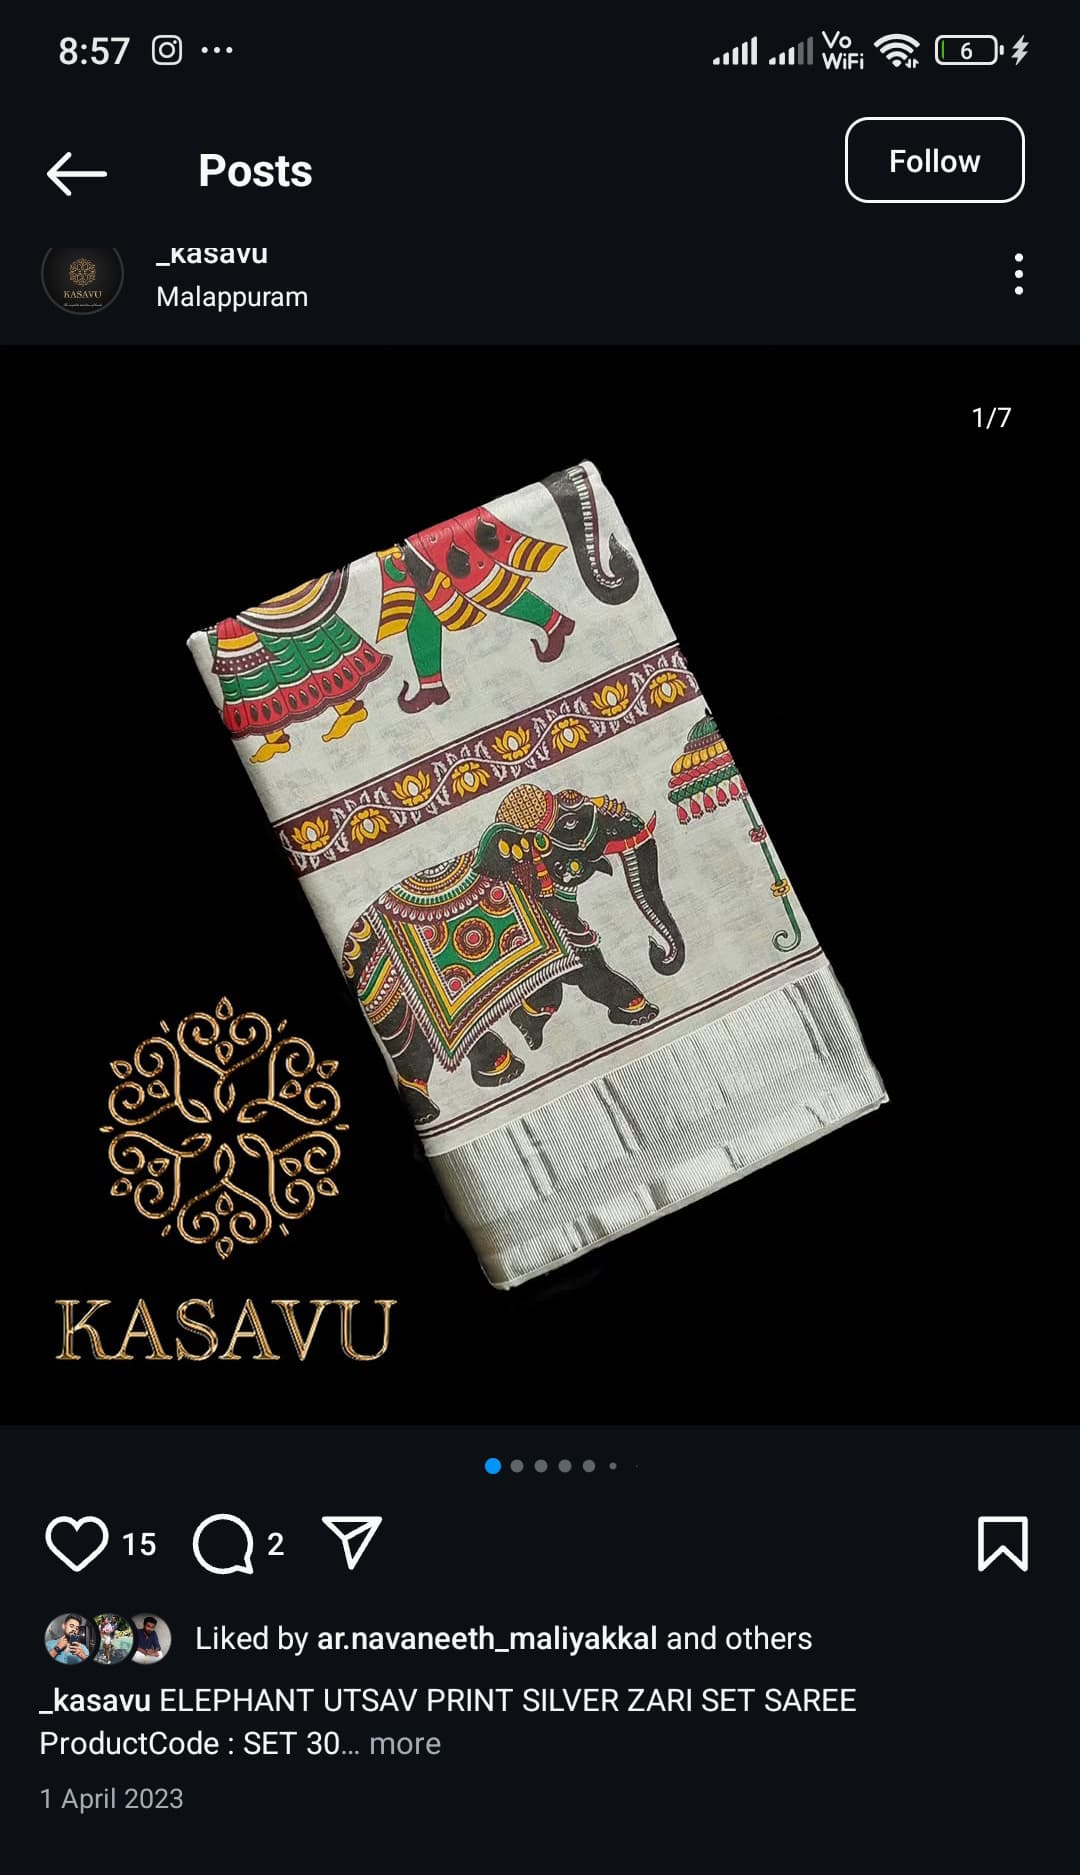 8:57
Vo
WiFi
6
Posts
Follow
_kasavu
KASAVU
Malappuram
1/7
KASAVU
15
2
Liked by ar.navaneeth_maliyakkal and others
_kasavu ELEPHANT UTSAV PRINT SILVER ZARI SET SAREE
ProductCode : SET 30... more
1 April 2023